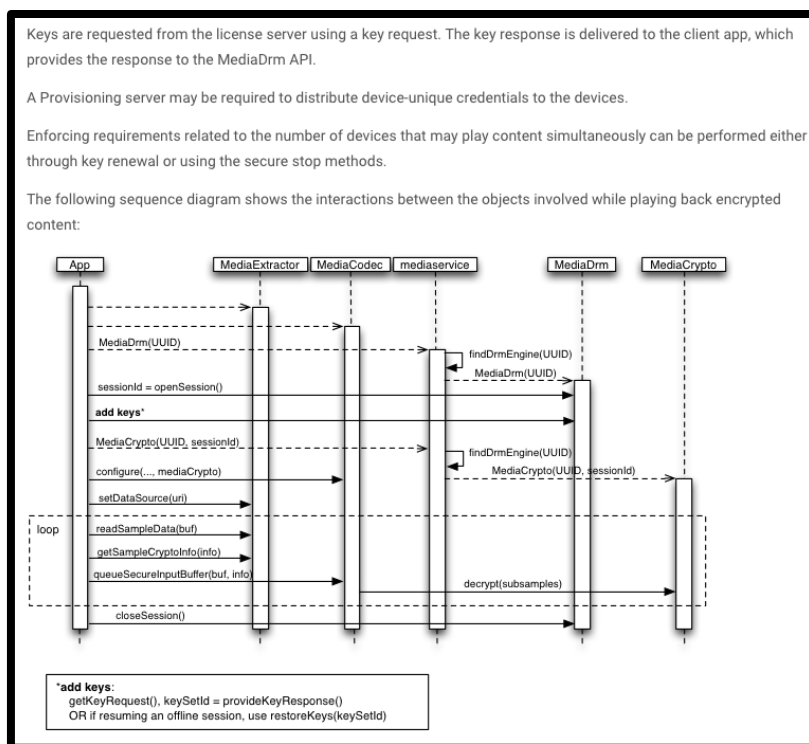 Keys are requested from the license server using a key request. The key response is delivered to the client app, which
provides the response to the MediaDrm API.
A Provisioning server may be required to distribute device-unique credentials to the devices.
Enforcing requirements related to the number of devices that may play content simultaneously can be performed either
through key renewal or using the secure stop methods.
The following sequence diagram shows the interactions between the objects involved while playing back encrypted
content:
App MediaExtractor MediaCodec mediaservice MediaDrm MediaCrypto
MediaDrm(UUID)
findDrmEngine(UUID)
MediaDrm(UUID)
sessionId = openSession()
add keys*
MediaCrypto(UUID, sessionId)
findDrmEngine(UUID)
MediaCrypto(UUID, sessionId)
configure(..., mediaCrypto)
setDataSource(uri)
loop
readSampleData(buf)
getSampleCryptoInfo(info)
queueSecureInputBuffer(buf, info)
decrypt(subsamples)
closeSession()
*add keys:
getKeyRequest(), keySetId = provideKeyResponse()
OR if resuming an offline session, use restoreKeys(keySetId)